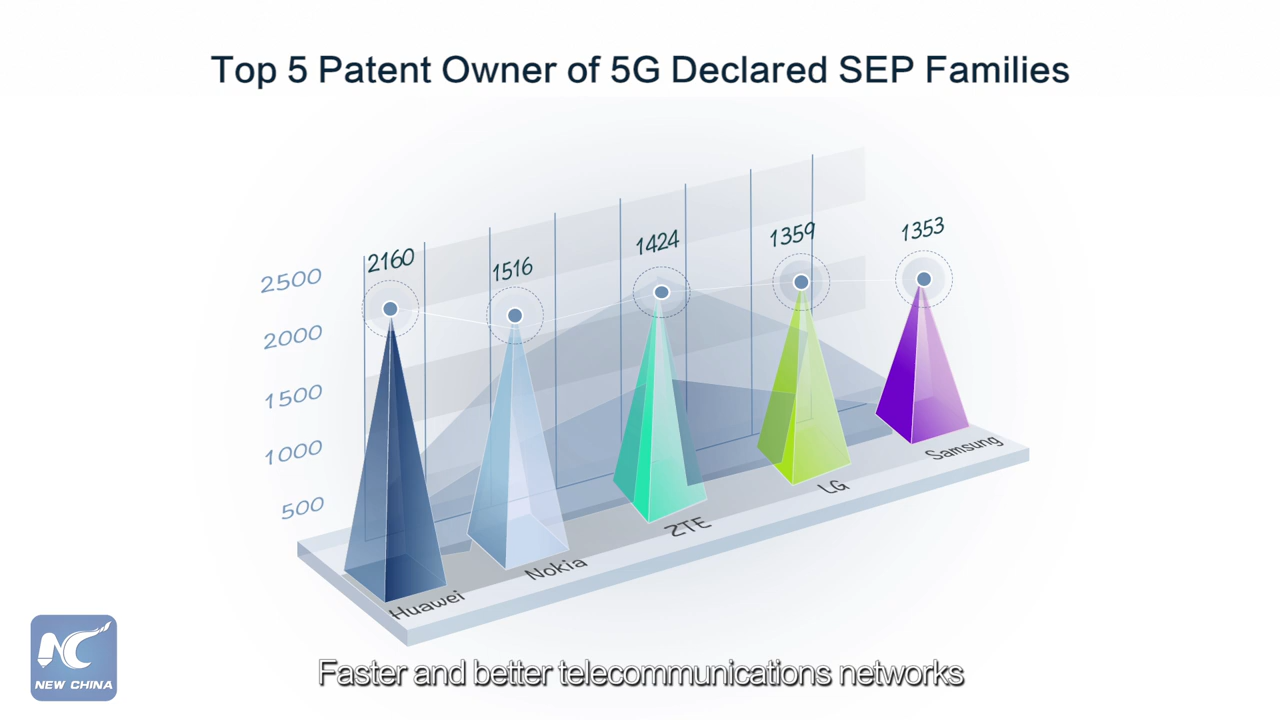 Top 5 Patent Owner of 5G Declared SEP Families
2500
2000
1500
1000
500
2160
1516
1424
1359
1353
Huawei
Nokia
ZTE
LG
Samsung
NC
NEW CHINA
Faster and better telecommunications networks